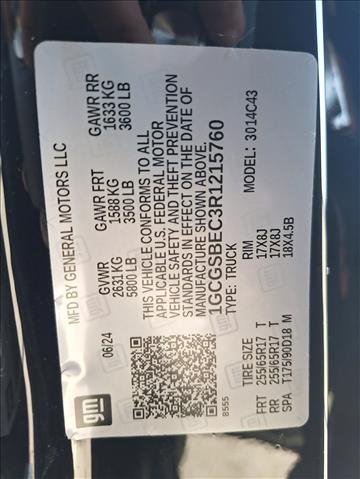 gm
MFD BY GENERAL MOTORS LLC
06/24 GVWR GAWR FRT GAWR RR
2631 KG 1588 KG 1633 KG
5800 LB 3500 LB 3600 LB
THIS VEHICLE CONFORMS TO ALL
APPLICABLE U.S. FEDERAL MOTOR
VEHICLE SAFETY AND THEFT PREVENTION
STANDARDS IN EFFECT ON THE DATE OF
MANUFACTURE SHOWN ABOVE.
1GCGSBEC3R1215760
8555 TYPE: TRUCK MODEL: 3014C43
TIRE SIZE RIM
FRT 255/65R17 T 17X8J
RR 255/65R17 T 17X8J
SPA T175/90D18 M 18X4.5B